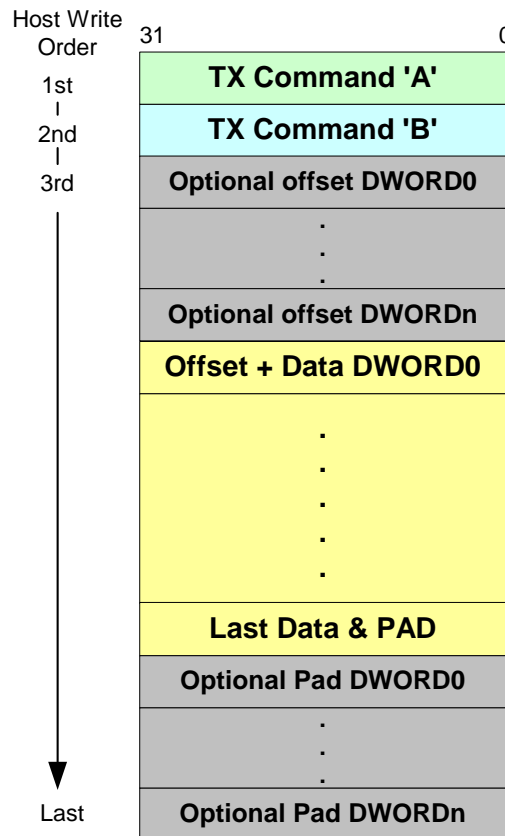 Host Write
Order
31
0
1st
TX Command 'A'
2nd
TX Command 'B'
3rd
Optional offset DWORD0
.
.
.
Optional offset DWORDn
Offset + Data DWORD0
.
.
.
.
.
Last Data & PAD
Optional Pad DWORD0
.
.
.
Last
Optional Pad DWORDn